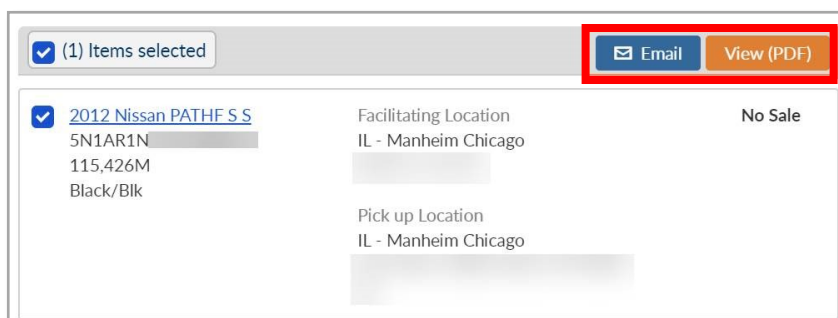 (1) Items selected
Email
View (PDF)
2012 Nissan PATHF S S
5N1AR1N
115,426M
Black/Blk
Facilitating Location
IL - Manheim Chicago
Pick up Location
IL - Manheim Chicago
No Sale